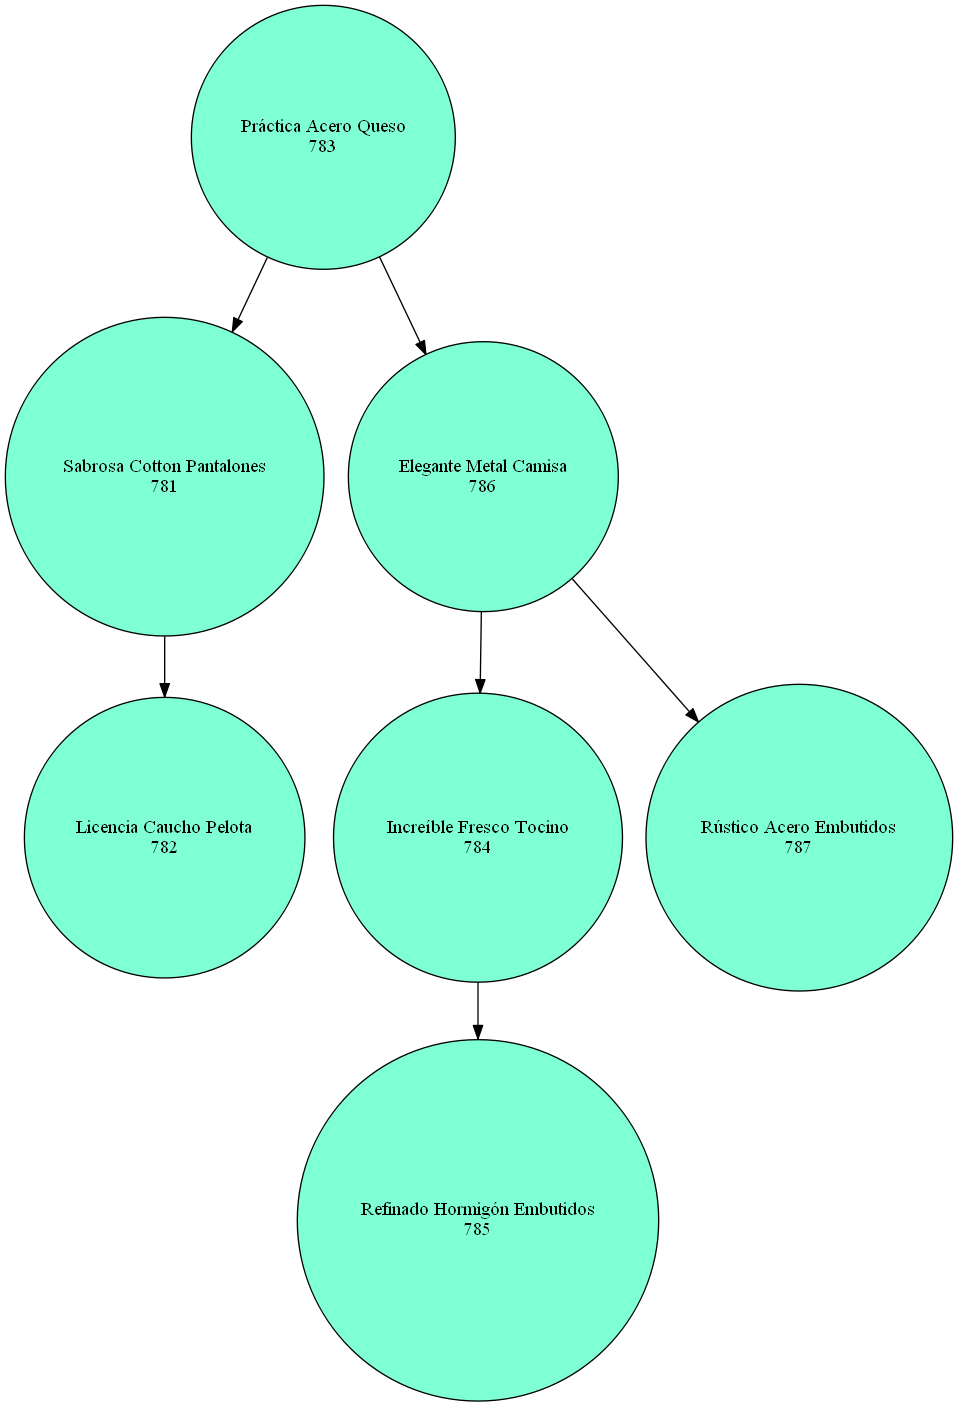 Práctica Acero Queso
783
Sabrosa Cotton Pantalones
781
Elegante Metal Camisa
786
Licencia Caucho Pelota
782
Increíble Fresco Tocino
784
Rústico Acero Embutidos
787
Refinado Hormigón Embutidos
785